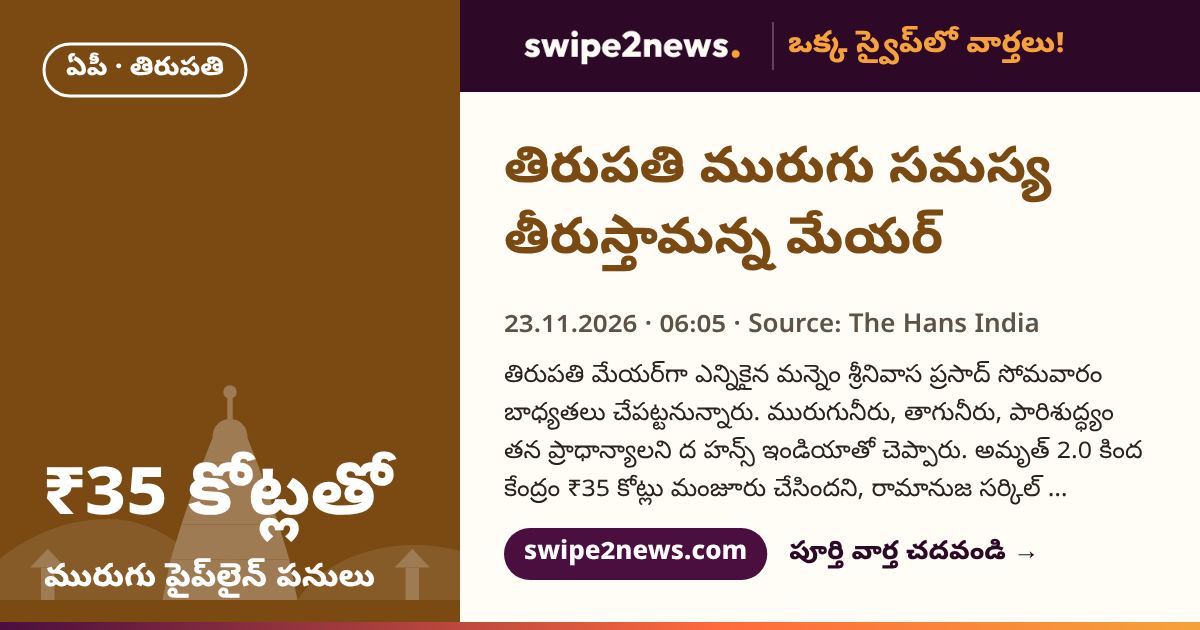 ఏపీ · తిరుపతి
₹35 కోట్లతో
మురుగు పైప్‌లైన్ పనులు
swipe2news.
ఒక్క స్వైప్‌లో వార్తలు!
తిరుపతి మురుగు సమస్య
తీరుస్తామన్న మేయర్
23.11.2026 · 06:05 · Source: The Hans India
తిరుపతి మేయర్‌గా ఎన్నికైన మన్నెం శ్రీనివాస ప్రసాద్ సోమవారం
బాధ్యతలు చేపట్టనున్నారు. మురుగునీరు, తాగునీరు, పారిశుద్ధ్యం
తన ప్రాధాన్యాలని ద హన్స్ ఇండియాతో చెప్పారు. అమృత్ 2.0 కింద
కేంద్రం ₹35 కోట్లు మంజూరు చేసిందని, రామానుజ సర్కిల్ ...
swipe2news.com
పూర్తి వార్త చదవండి →